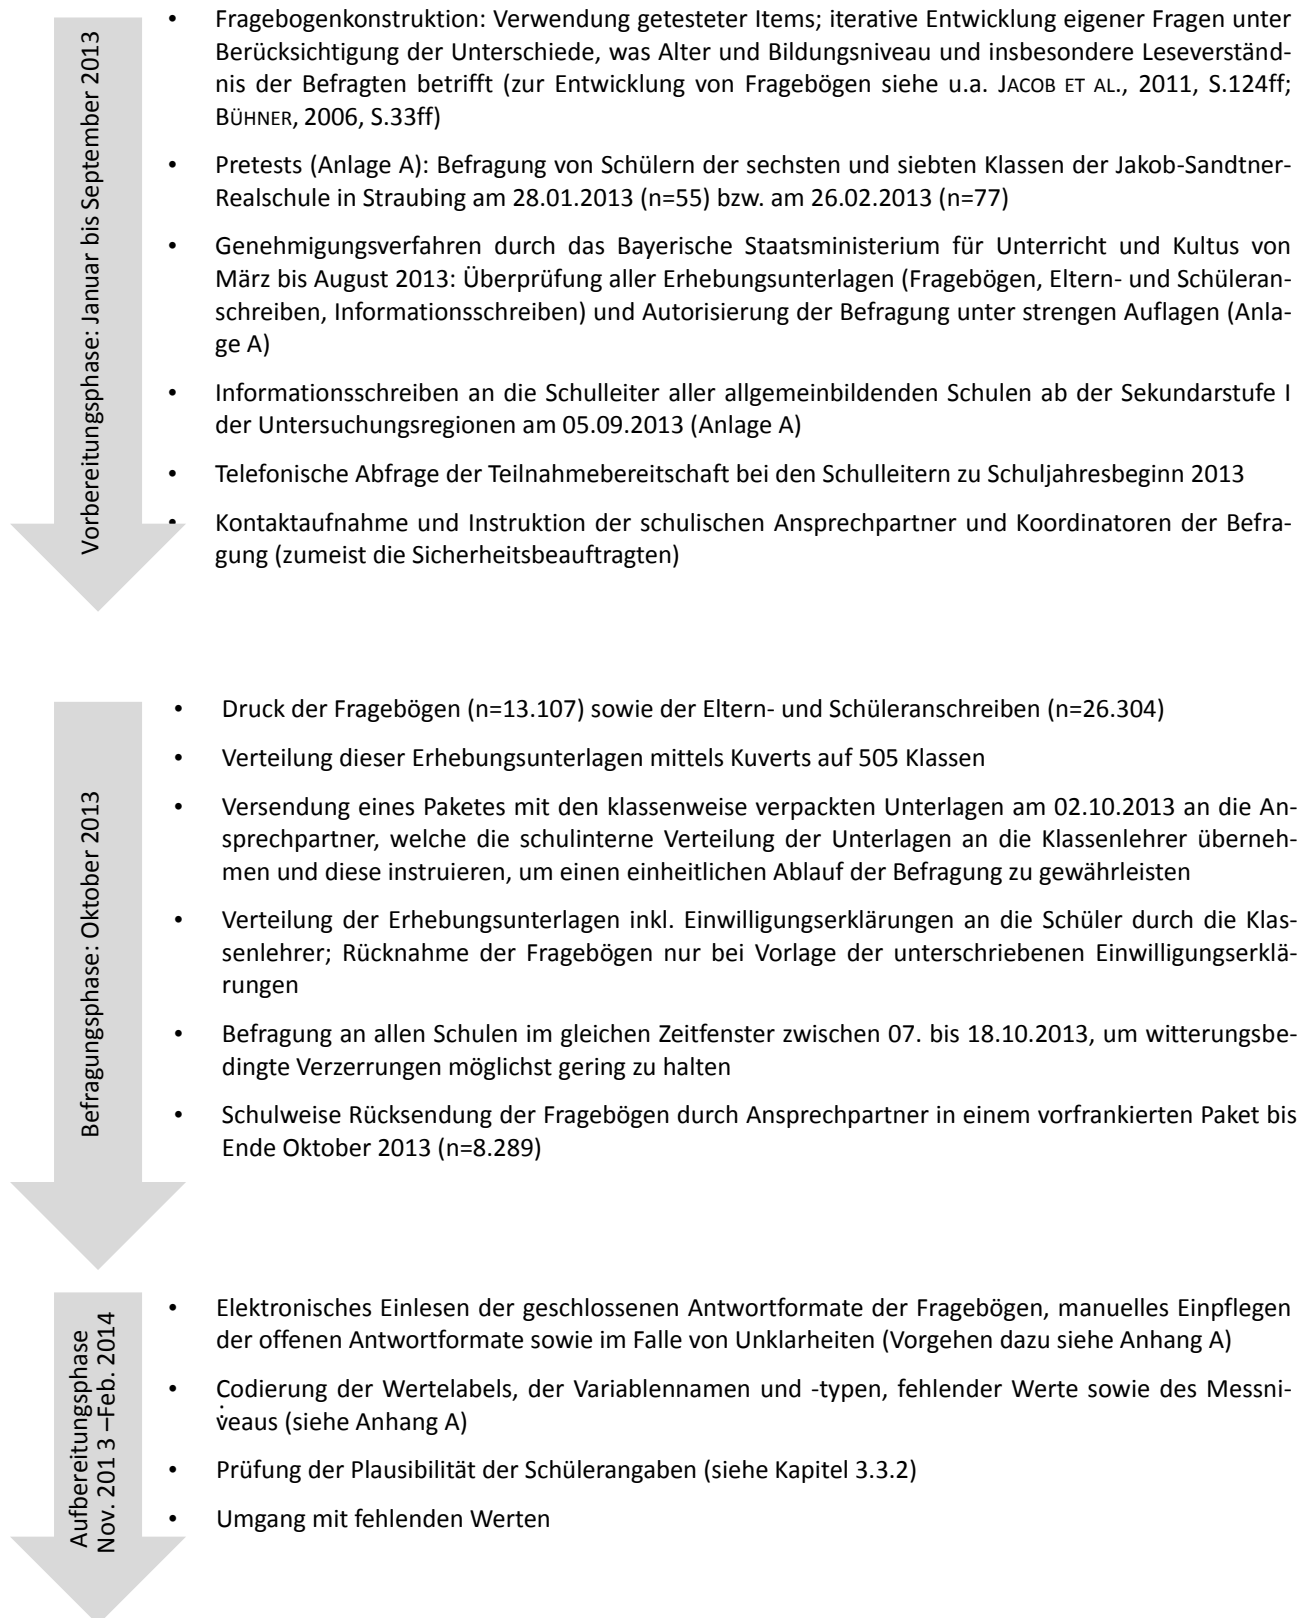 Vorbereitungsphase: Januar bis September 2013
• Fragebogenkonstruktion: Verwendung getesteter Items; iterative Entwicklung eigener Fragen unter
Berücksichtigung der Unterschiede, was Alter und Bildungsniveau und insbesondere Leseverständ-
nis der Befragten betrifft (zur Entwicklung von Fragebögen siehe u.a. JACOB ET AL., 2011, S.124ff;
BÜHNER, 2006, S.33ff)
• Pretests (Anlage A): Befragung von Schülern der sechsten und siebten Klassen der Jakob-Sandtner-
Realschule in Straubing am 28.01.2013 (n=55) bzw. am 26.02.2013 (n=77)
• Genehmigungsverfahren durch das Bayerische Staatsministerium für Unterricht und Kultus von
März bis August 2013: Überprüfung aller Erhebungsunterlagen (Fragebögen, Eltern- und Schüleran-
schreiben, Informationsschreiben) und Autorisierung der Befragung unter strengen Auflagen (Anla-
ge A)
• Informationsschreiben an die Schulleiter aller allgemeinbildenden Schulen ab der Sekundarstufe I
der Untersuchungsregionen am 05.09.2013 (Anlage A)
• Telefonische Abfrage der Teilnahmebereitschaft bei den Schulleitern zu Schuljahresbeginn 2013
• Kontaktaufnahme und Instruktion der schulischen Ansprechpartner und Koordinatoren der Befra-
gung (zumeist die Sicherheitsbeauftragten)
Befragungsphase: Oktober 2013
• Druck der Fragebögen (n=13.107) sowie der Eltern- und Schüleranschreiben (n=26.304)
• Verteilung dieser Erhebungsunterlagen mittels Kuverts auf 505 Klassen
• Versendung eines Paketes mit den klassenweise verpackten Unterlagen am 02.10.2013 an die An-
sprechpartner, welche die schulinterne Verteilung der Unterlagen an die Klassenlehrer überneh-
men und diese instruieren, um einen einheitlichen Ablauf der Befragung zu gewährleisten
• Verteilung der Erhebungsunterlagen inkl. Einwilligungserklärungen an die Schüler durch die Klas-
senlehrer; Rücknahme der Fragebögen nur bei Vorlage der unterschriebenen Einwilligungserklä-
rungen
• Befragung an allen Schulen im gleichen Zeitfenster zwischen 07. bis 18.10.2013, um witterungsbe-
dingte Verzerrungen möglichst gering zu halten
• Schulweise Rücksendung der Fragebögen durch Ansprechpartner in einem vorfrankierten Paket bis
Ende Oktober 2013 (n=8.289)
Aufbereitungsphase
Nov. 201 3 –Feb. 2014
• Elektronisches Einlesen der geschlossenen Antwortformate der Fragebögen, manuelles Einpflegen
der offenen Antwortformate sowie im Falle von Unklarheiten (Vorgehen dazu siehe Anhang A)
• Codierung der Wertelabels, der Variablennamen und -typen, fehlender Werte sowie des Messni-
veaus (siehe Anhang A)
• Prüfung der Plausibilität der Schülerangaben (siehe Kapitel 3.3.2)
• Umgang mit fehlenden Werten